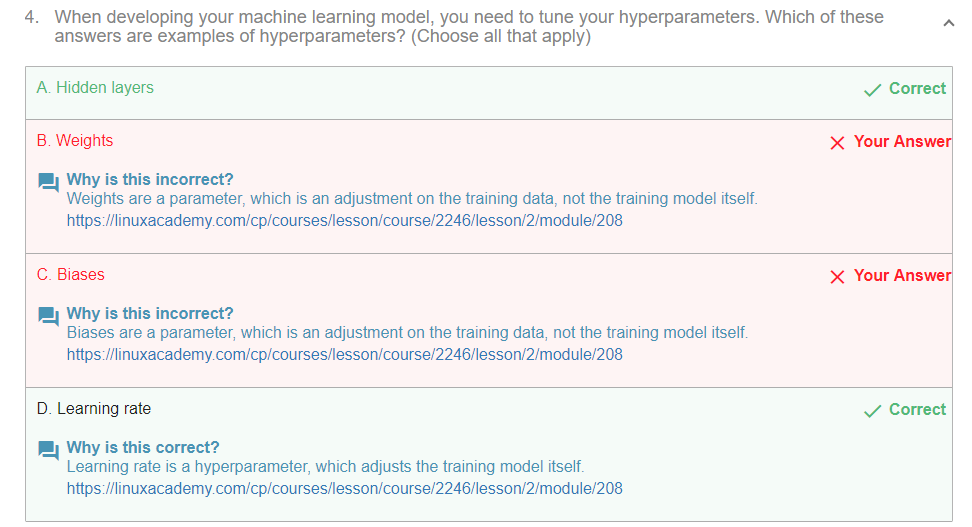 4. When developing your machine learning model, you need to tune your hyperparameters. Which of these
answers are examples of hyperparameters? (Choose all that apply)
A. Hidden layers Correct
B. Weights Your Answer
Why is this incorrect?
Weights are a parameter, which is an adjustment on the training data, not the training model itself.
https://linuxacademy.com/cp/courses/lesson/course/2246/lesson/2/module/208
C. Biases Your Answer
Why is this incorrect?
Biases are a parameter, which is an adjustment on the training data, not the training model itself.
https://linuxacademy.com/cp/courses/lesson/course/2246/lesson/2/module/208
D. Learning rate Correct
Why is this correct?
Learning rate is a hyperparameter, which adjusts the training model itself.
https://linuxacademy.com/cp/courses/lesson/course/2246/lesson/2/module/208